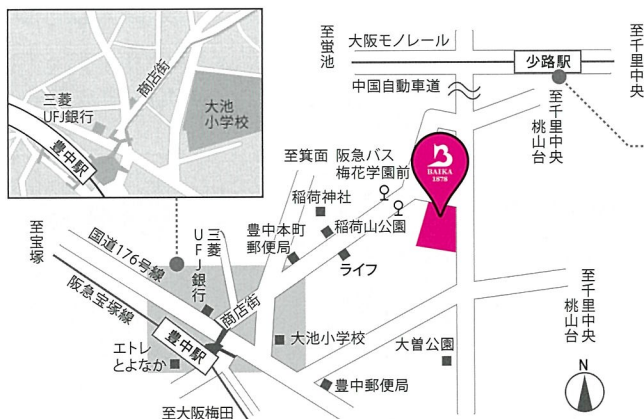 三菱
UFJ銀行
商店街
大池
小学校
豊中駅
至蛍池
大阪モノレール
少路駅
至千里中央
中国自動車道
至千里中央
桃山台
至箕面
阪急バス
梅花学園前
BAIKA
1878
稲荷神社
稲荷山公園
豊中本町
郵便局
ライフ
至宝塚
国道176号線
三菱
UFJ銀行
商店街
阪急宝塚線
豊中駅
エトレ
とよなか
大池小学校
大曽公園
至千里中央
桃山台
豊中郵便局
至大阪梅田
N